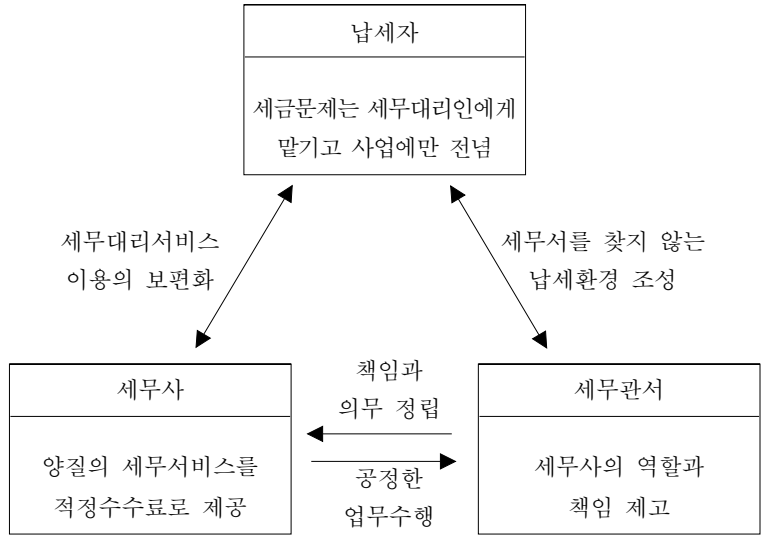 납세자
세금문제는 세무대리인에게
맡기고 사업에만 전념
세무대리서비스
이용의 보편화
세무서를 찾지 않는
납세환경 조성
세무사
양질의 세무서비스를
적정수수료로 제공
책임과
의무 정립
공정한
업무수행
세무관서
세무사의 역할과
책임 제고